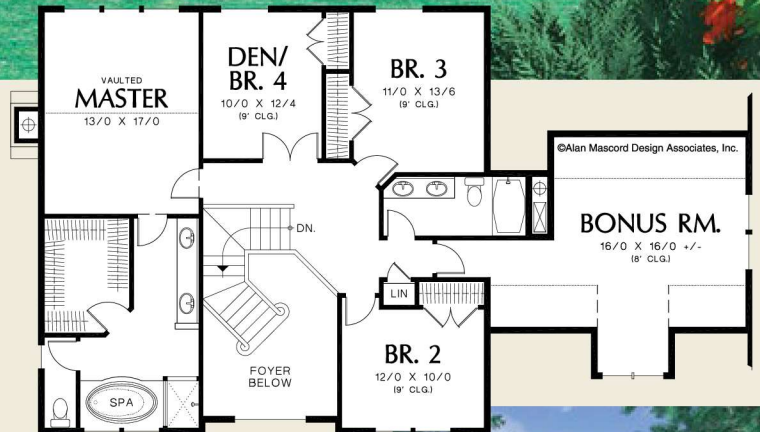 VAULTED
MASTER
13/0 X 17/0
DEN/
BR. 4
10/0 X 12/4
(9' CLG.)
BR. 3
11/0 X 13/6
(9' CLG.)
©Alan Mascord Design Associates, Inc.
BONUS RM.
16/0 X 16/0 +/-
(8' CLG.)
DN.
LIN
BR. 2
12/0 X 10/0
(9' CLG.)
FOYER
BELOW
SPA